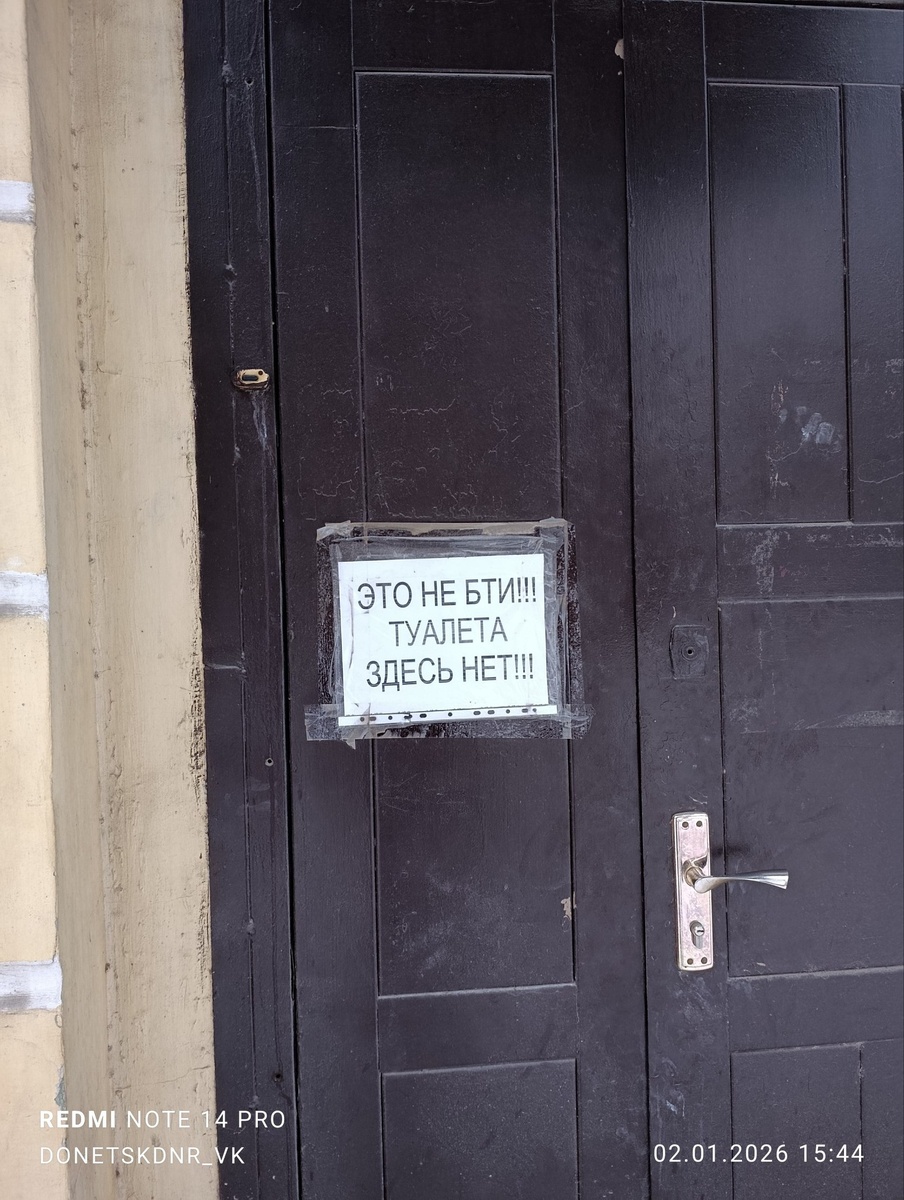 ЭТО НЕ БТИ!!!
ТУАЛЕТА
ЗДЕСЬ НЕТ!!!
REDMI NOTE 14 PRO
DONETSKDNR_VK
02.01.2026 15:44